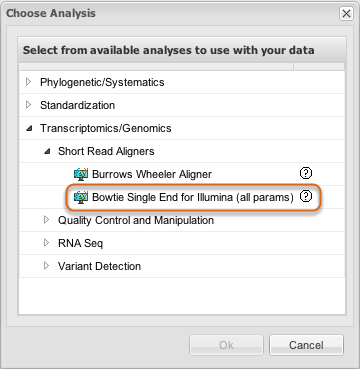 Choose Analysis
Select from available analyses to use with your data
Phylogenetic/Systematics
Standardization
Transcriptomics/Genomics
Short Read Aligners
Burrows Wheeler Aligner ?
Bowtie Single End for Illumina (all params) ?
Quality Control and Manipulation
RNA Seq
Variant Detection
Ok Cancel